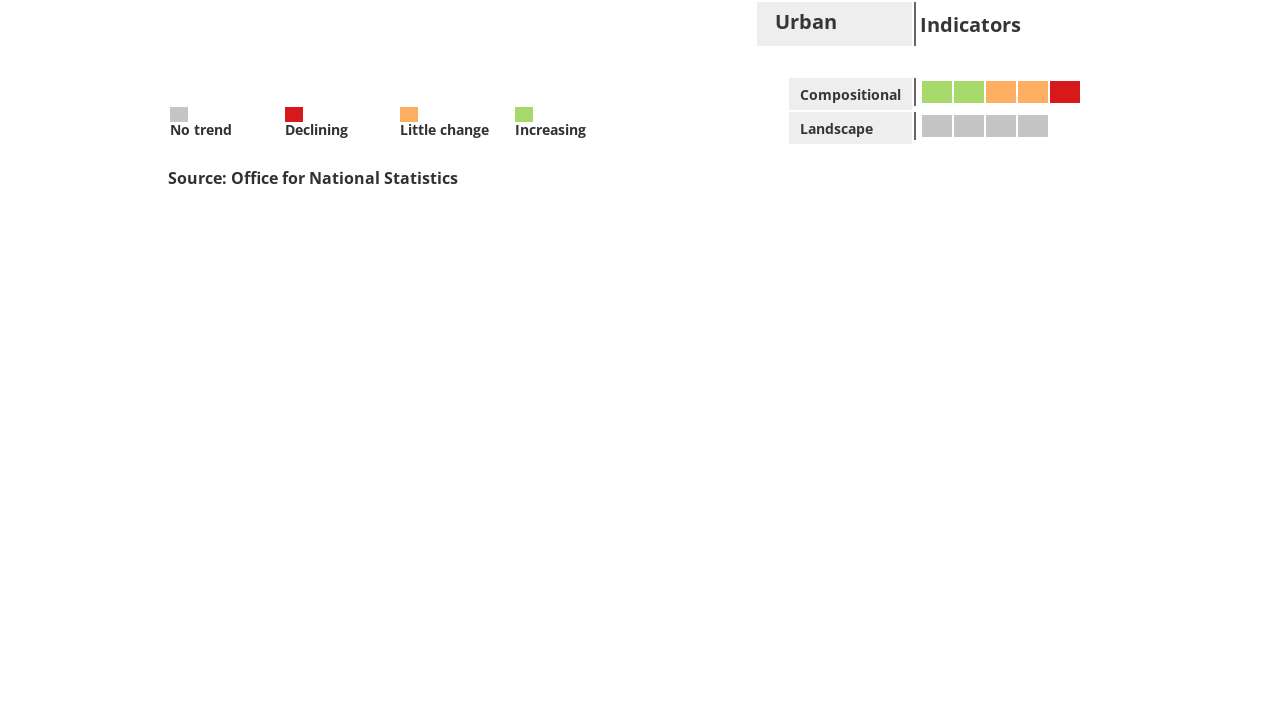 Urban
Indicators
Compositional
Landscape
No trend
Declining
Little change
Increasing
Source: Office for National Statistics